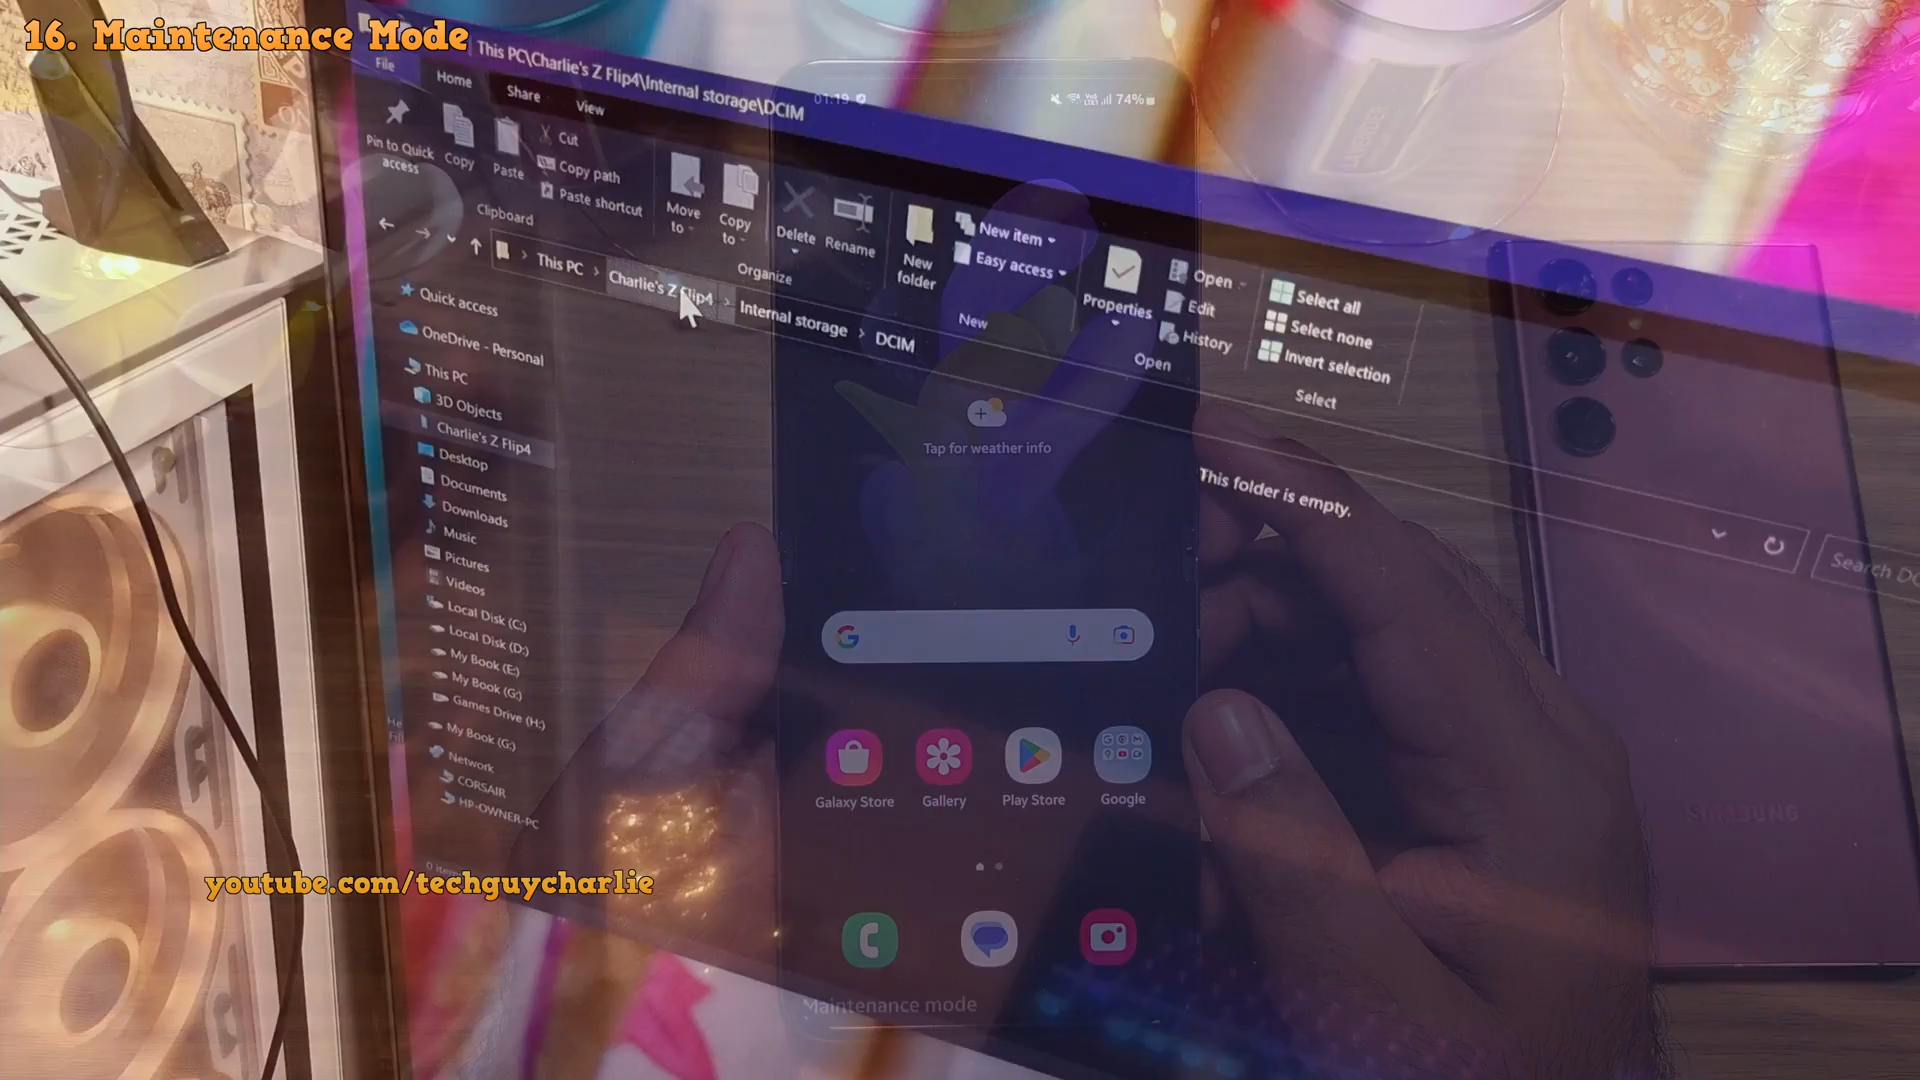 16. Maintenance Mode
This PC\Charlie's Z Flip4\Internal storage\DCIM
File
Home
Share
View
01:19
74%
Pin to Quick access
Copy
Paste
Cut
Copy path
Paste shortcut
Clipboard
Move to
Copy to
Delete
Rename
Organize
New folder
New item
Easy access
New
Properties
Open
Edit
History
Open
Select all
Select none
Invert selection
Select
This PC
Charlie's Z Flip4
Internal storage
DCIM
Search DC
Quick access
OneDrive - Personal
This PC
3D Objects
Charlie's Z Flip4
Desktop
Documents
Downloads
Music
Pictures
Videos
Local Disk (C:)
Local Disk (D:)
My Book (E:)
My Book (G:)
Games Drive (H:)
My Book (G:)
Network
CORSAIR
HP-OWNER-PC
This folder is empty.
Tap for weather info
Galaxy Store
Gallery
Play Store
Google
Maintenance mode
SAMSUNG
LAVENDER
youtube.com/techguycharlie